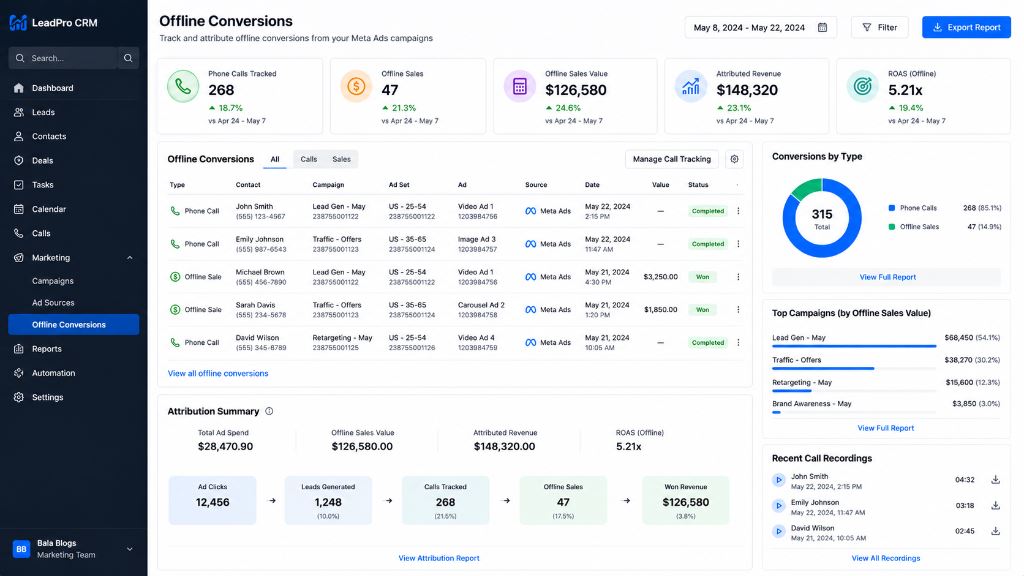 LeadPro CRM
Search...
Dashboard
Leads
Contacts
Deals
Tasks
Calendar
Calls
Marketing
Campaigns
Ad Sources
Offline Conversions
Reports
Automation
Settings
BB
Bala Blogs
Marketing Team
Offline Conversions
Track and attribute offline conversions from your Meta Ads campaigns
May 8, 2024 - May 22, 2024
Filter
Export Report
Phone Calls Tracked
268
18.7%
vs Apr 24 - May 7
Offline Sales
47
21.3%
vs Apr 24 - May 7
Offline Sales Value
$126,580
24.6%
vs Apr 24 - May 7
Attributed Revenue
$148,320
23.1%
vs Apr 24 - May 7
ROAS (Offline)
5.21x
19.4%
vs Apr 24 - May 7
Offline Conversions All Calls Sales Manage Call Tracking
Type Contact Campaign Ad Set Ad Source Date Value Status
Phone Call John Smith Lead Gen - May US - 25-54 Video Ad 1 Meta Ads May 22, 2024 — Completed
(555) 123-4567 238755001122 238755001122 1203984756 2:15 PM
Phone Call Emily Johnson Traffic - Offers US - 35-65 Image Ad 3 Meta Ads May 22, 2024 — Completed
(555) 987-6543 238755001123 238755001124 1203984757 11:47 AM
Offline Sale Michael Brown Lead Gen - May US - 25-54 Video Ad 1 Meta Ads May 21, 2024 $3,250.00 Won
(555) 456-7890 238755001122 238755001122 1203984756 4:30 PM
Offline Sale Sarah Davis Traffic - Offers US - 35-65 Carousel Ad 2 Meta Ads May 21, 2024 $1,850.00 Won
(555) 234-5678 238755001123 238755001124 1203984758 1:20 PM
Phone Call David Wilson Retargeting - May US - 25-54 Video Ad 4 Meta Ads May 21, 2024 — Completed
(555) 345-6789 238755001125 238755001126 1203984759 10:05 AM
View all offline conversions
Attribution Summary
Total Ad Spend
$28,470.90
Offline Sales Value
$126,580.00
Attributed Revenue
$148,320.00
ROAS (Offline)
5.21x
Ad Clicks
12,456
Leads Generated
1,248
(10.0%)
Calls Tracked
268
(21.5%)
Offline Sales
47
(17.5%)
Won Revenue
$126,580
(3.8%)
View Attribution Report
Conversions by Type
315
Total
Phone Calls 268 (85.1%)
Offline Sales 47 (14.9%)
View Full Report
Top Campaigns (by Offline Sales Value)
Lead Gen - May $68,450 (54.1%)
Traffic - Offers $38,270 (30.2%)
Retargeting - May $15,600 (12.3%)
Brand Awareness - May $3,850 (3.0%)
View Full Report
Recent Call Recordings
John Smith 04:32
May 22, 2024, 2:15 PM
Emily Johnson 03:18
May 22, 2024, 11:47 AM
David Wilson 02:45
May 21, 2024, 10:05 AM
View All Recordings